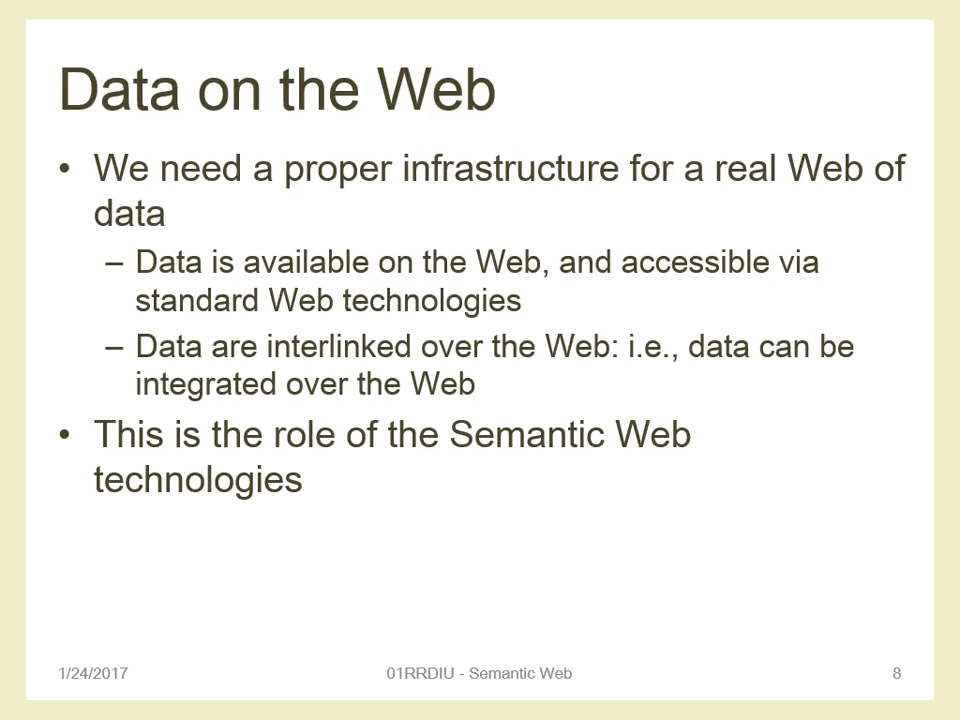 Data on the Web
• We need a proper infrastructure for a real Web of
data
– Data is available on the Web, and accessible via
standard Web technologies
– Data are interlinked over the Web: i.e., data can be
integrated over the Web
• This is the role of the Semantic Web
technologies
1/24/2017 01RRDIU - Semantic Web 8